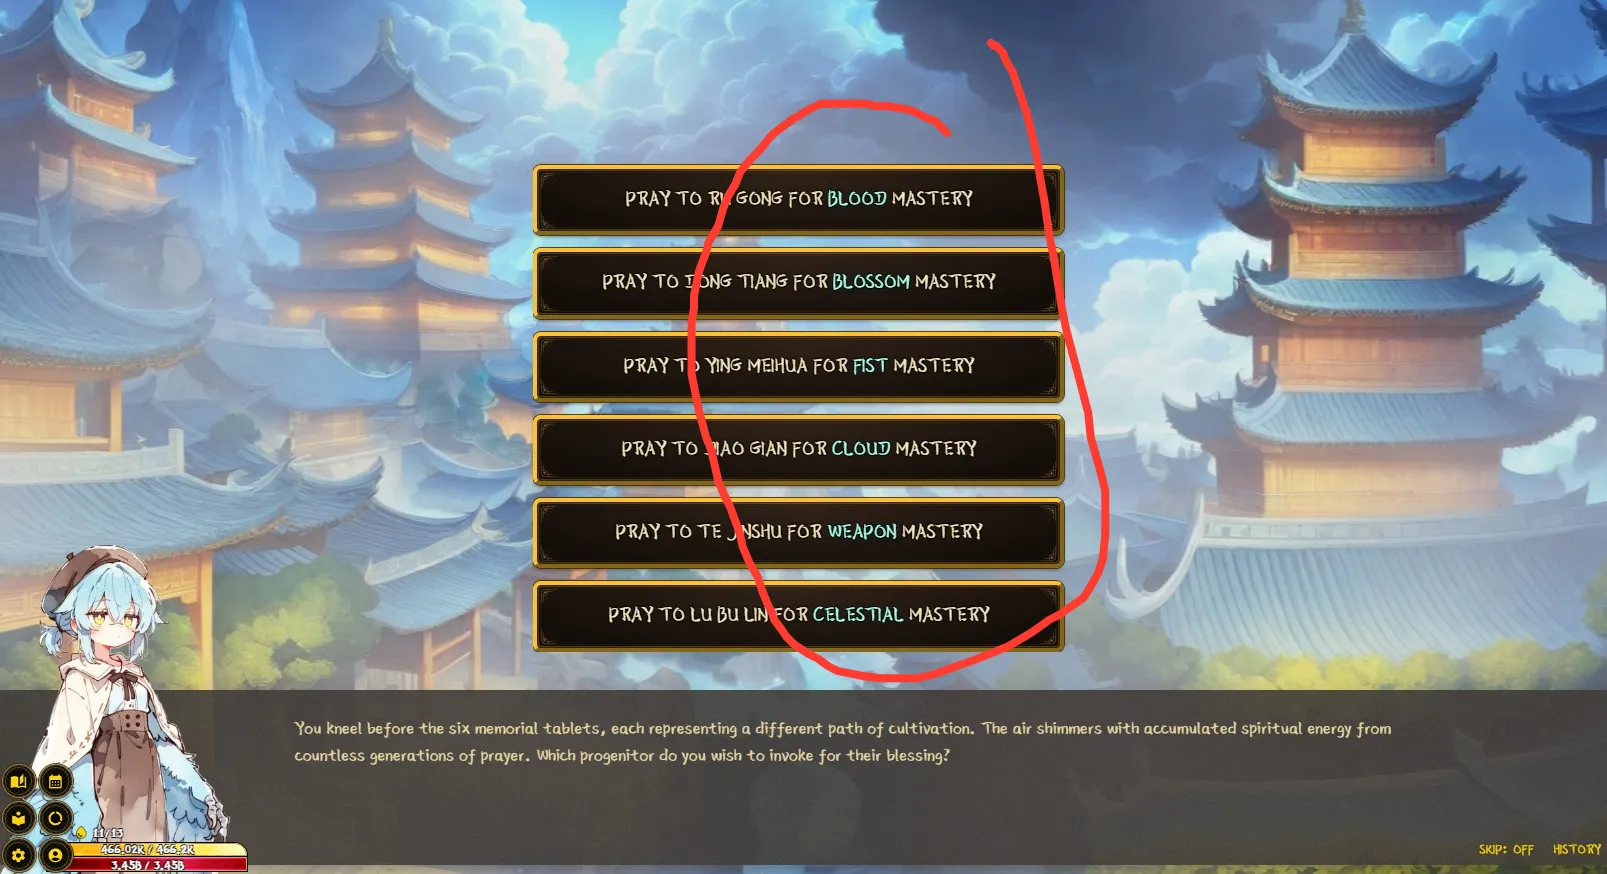 PRAY TO RU GONG FOR BLOOD MASTERY
PRAY TO DONG TIANG FOR BLOSSOM MASTERY
PRAY TO YING MEIHUA FOR FIST MASTERY
PRAY TO GIAN FOR CLOUD MASTERY
PRAY TO TE JINSHU FOR WEAPON MASTERY
PRAY TO LU BU LIN FOR CELESTIAL MASTERY
You kneel before the six memorial tablets, each representing a different path of cultivation. The air shimmers with accumulated spiritual energy from
countless generations of prayer. Which progenitor do you wish to invoke for their blessing?
11/13
466.02K / 466.2K
3.45B / 3.45B
SKIP: OFF HISTORY